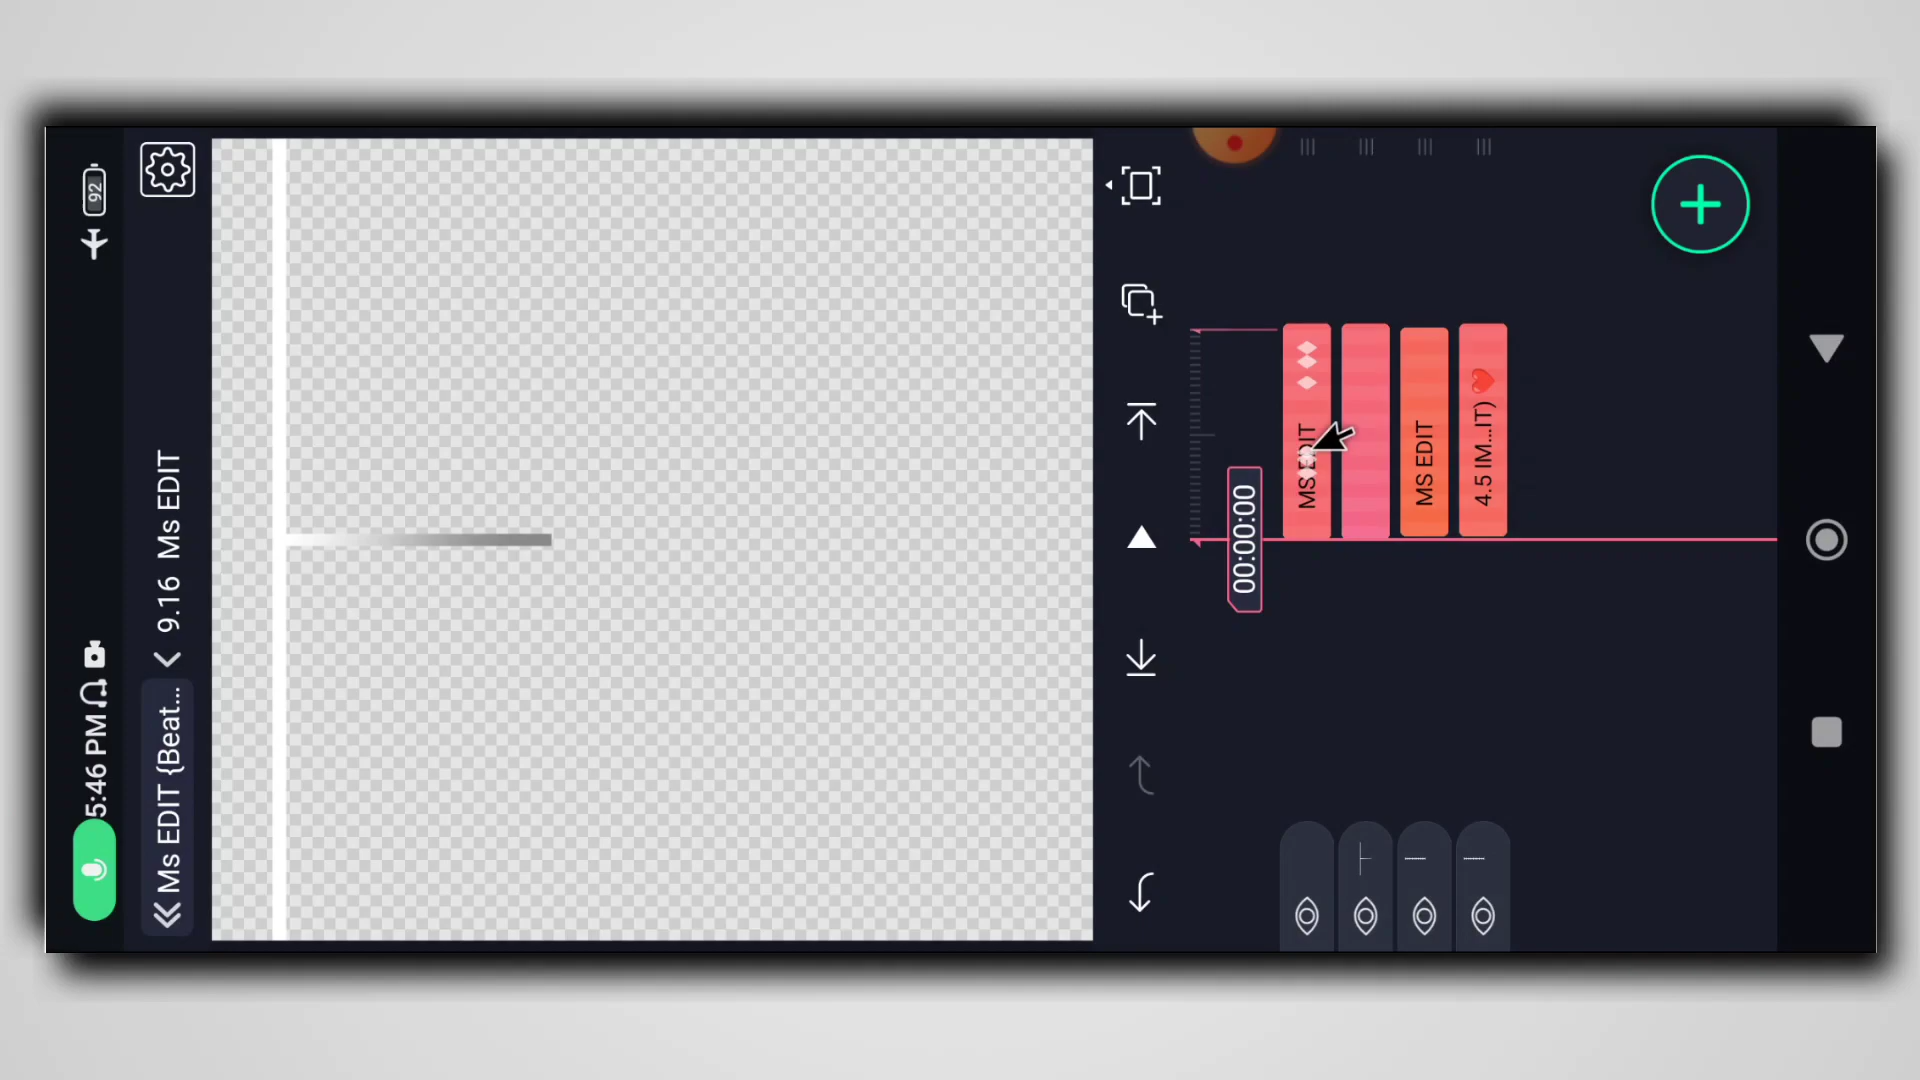 5:46 PM
92
Ms EDIT {Beat...
9.16 Ms EDIT
00:00:00
MS EDIT
MS EDIT
4.5 IM...IT) ❤️